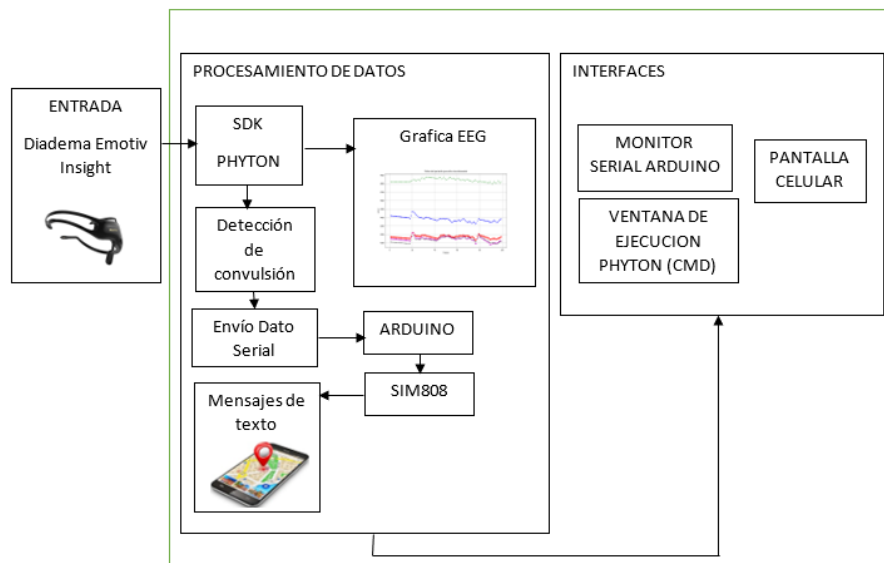 ENTRADA
Diadema Emotiv
Insight
PROCESAMIENTO DE DATOS
SDK
PHYTON
Grafica EEG
Detección
de
convulsión
Envío Dato
Serial
ARDUINO
SIM808
Mensajes de
texto
INTERFACES
MONITOR
SERIAL ARDUINO
PANTALLA
CELULAR
VENTANA DE
EJECUCION
PHYTON (CMD)